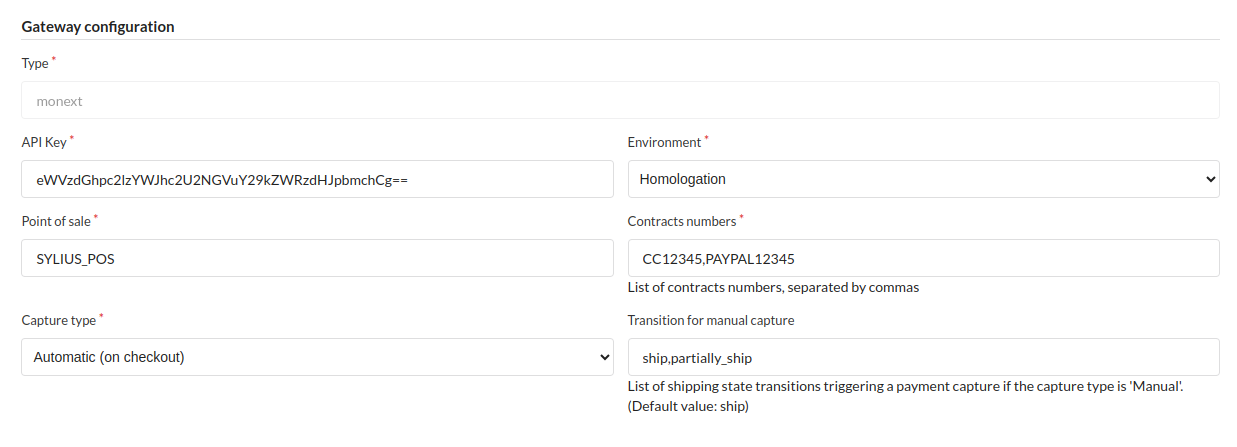 Gateway configuration
Type *
monext
API Key *
Environment *
eWVzdGhpc2lzYWJhc2U2NGVuY29kZWRzdHJpbmchCg==
Homologation
Point of sale *
Contracts numbers *
SYLIUS_POS
CC12345,PAYPAL12345
List of contracts numbers, separated by commas
Capture type *
Transition for manual capture
Automatic (on checkout)
ship,partially_ship
List of shipping state transitions triggering a payment capture if the capture type is 'Manual'.
(Default value: ship)